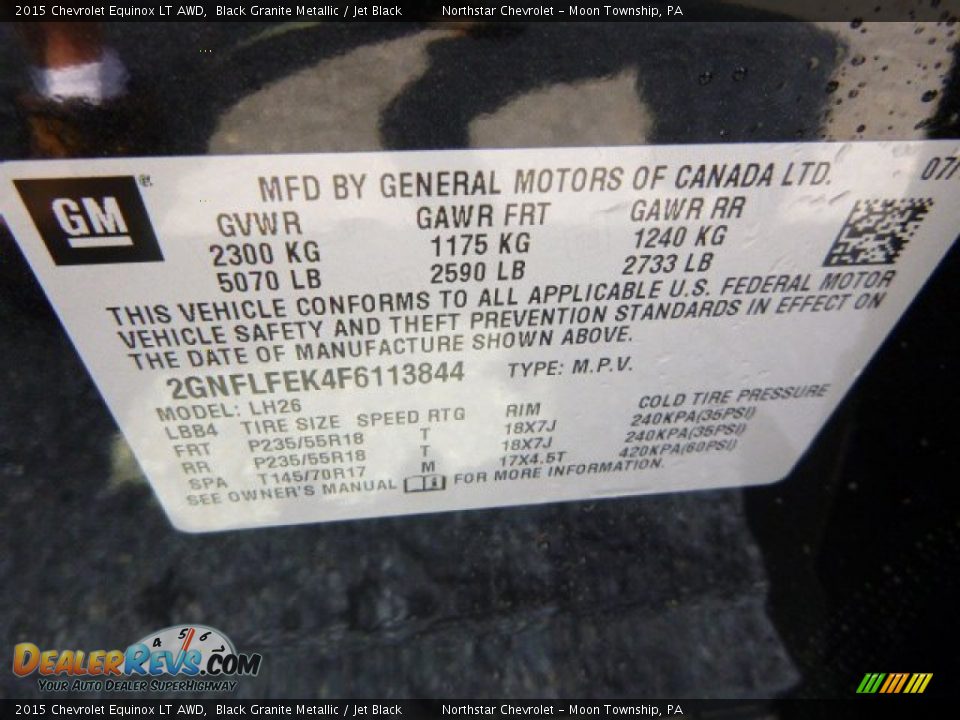 2015 Chevrolet Equinox LT AWD,  Black Granite Metallic / Jet Black        Northstar Chevrolet - Moon Township, PA
GM®
MFD BY GENERAL MOTORS OF CANADA LTD. 07/
GVWR GAWR FRT GAWR RR
2300 KG 1175 KG 1240 KG
5070 LB 2590 LB 2733 LB
THIS VEHICLE CONFORMS TO ALL APPLICABLE U.S. FEDERAL MOTOR
VEHICLE SAFETY AND THEFT PREVENTION STANDARDS IN EFFECT ON
THE DATE OF MANUFACTURE SHOWN ABOVE.
2GNFLFEK4F6113844 TYPE: M.P.V.
MODEL: LH26
LBB4 TIRE SIZE SPEED RTG RIM COLD TIRE PRESSURE
FRT P235/55R18 T 18X7J 240KPA(35PSI)
RR P235/55R18 T 18X7J 240KPA(35PSI)
SPA T145/70R17 M 17X4.5T 420KPA(60PSI)
SEE OWNER'S MANUAL FOR MORE INFORMATION.
4 5 6 7
DEALERREVS.COM
YOUR AUTO DEALER SUPERHIGHWAY
2015 Chevrolet Equinox LT AWD,  Black Granite Metallic / Jet Black        Northstar Chevrolet - Moon Township, PA